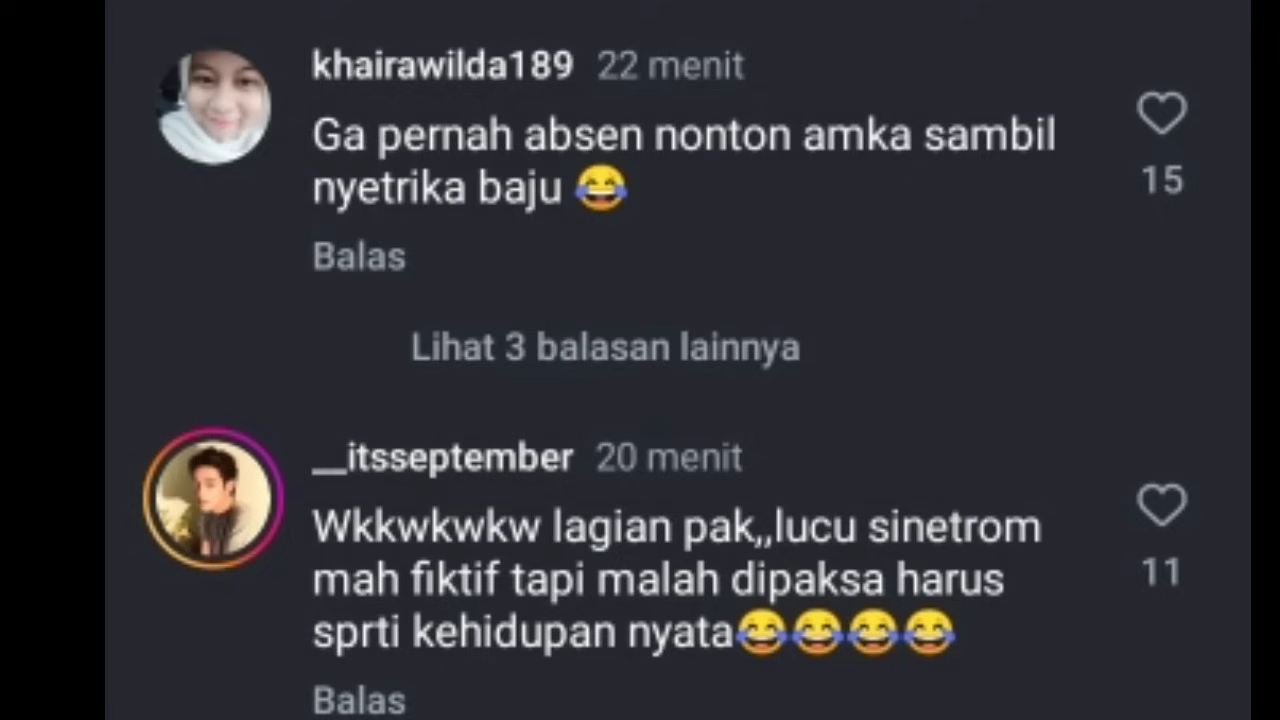 khairawilda189 22 menit
Ga pernah absen nonton amka sambil
nyetrika baju 😂
15
Balas
Lihat 3 balasan lainnya
__itsseptember 20 menit
Wkkwkwkw lagian pak,,lucu sinetrom
mah fiktif tapi malah dipaksa harus
sprti kehidupan nyata😂😂😂😂
11
Balas